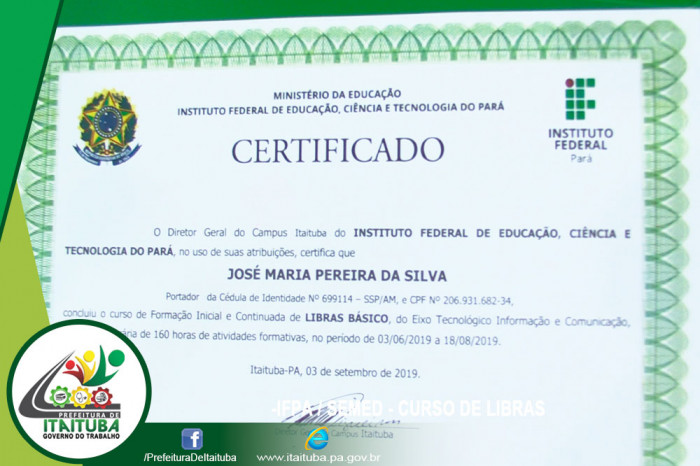 MINISTÉRIO DA EDUCAÇÃO
INSTITUTO FEDERAL DE EDUCAÇÃO, CIÊNCIA E TECNOLOGIA DO PARÁ
INSTITUTO
FEDERAL
Pará
CERTIFICADO
O Diretor Geral do Campus Itaituba do INSTITUTO FEDERAL DE EDUCAÇÃO, CIÊNCIA E
TECNOLOGIA DO PARÁ, no uso de suas atribuições, certifica que
JOSÉ MARIA PEREIRA DA SILVA
Portador da Cédula de Identidade Nº 699114 – SSP/AM, e CPF Nº 206.931.682-34,
concluiu o curso de Formação Inicial e Continuada de LIBRAS BÁSICO, do Eixo Tecnológico Informação e Comunicação,
de 160 horas de atividades formativas, no período de 03/06/2019 a 18/08/2019.
Itaituba-PA, 03 de setembro de 2019.
-IFPA / SEMED - CURSO DE LIBRAS
Campus Itaituba
PREFEITURA DE
ITAITUBA
GOVERNO DO TRABALHO
/PrefeituraDeItaituba
www.itaituba.pa.gov.br